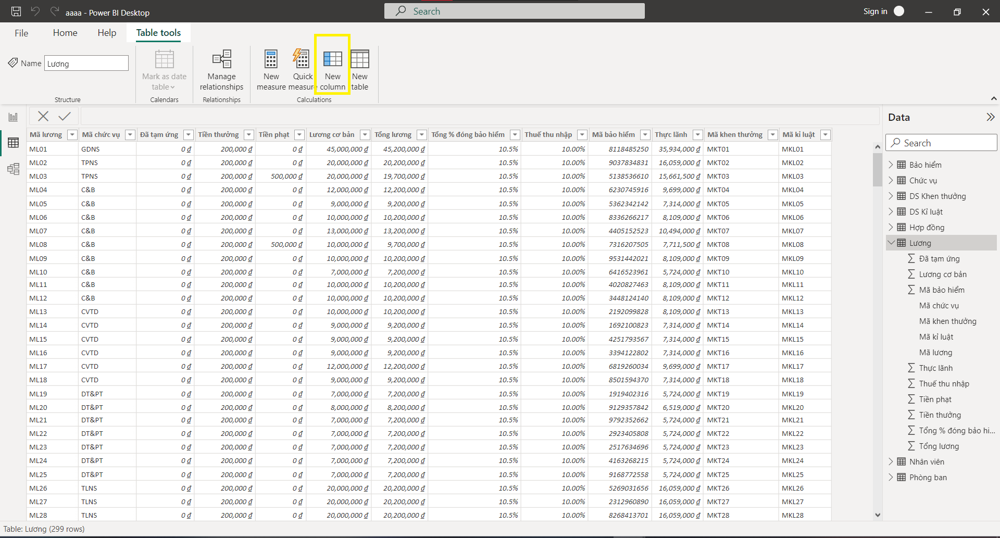 aaaa - Power BI Desktop
Search
Sign in
File Home Help Table tools
Name Lương
Mark as date table
Manage relationships
New measure
Quick measure
New column
New table
Structure Calendars Relationships Calculations
Mã lương Mã chức vụ Đã tạm ứng Tiền thưởng Tiền phạt Lương cơ bản Tổng lương Tổng % đóng bảo hiểm Thuế thu nhập Mã bảo hiểm Thực lãnh Mã khen thưởng Mã kỉ luật
ML01 GDNS 0 ₫ 200,000 ₫ 0 ₫ 45,000,000 ₫ 45,200,000 ₫ 10.5% 10.00% 8118485250 35,934,000 ₫ MKT01 MKL01
ML02 TPNS 0 ₫ 200,000 ₫ 0 ₫ 20,000,000 ₫ 20,200,000 ₫ 10.5% 10.00% 9037834831 16,059,000 ₫ MKT02 MKL02
ML03 TPNS 0 ₫ 200,000 ₫ 500,000 ₫ 20,000,000 ₫ 19,700,000 ₫ 10.5% 10.00% 5138536610 15,661,500 ₫ MKT03 MKL03
ML04 C&B 0 ₫ 200,000 ₫ 0 ₫ 12,000,000 ₫ 12,200,000 ₫ 10.5% 10.00% 6230745916 9,699,000 ₫ MKT04 MKL04
ML05 C&B 0 ₫ 200,000 ₫ 0 ₫ 9,000,000 ₫ 9,200,000 ₫ 10.5% 10.00% 5362342142 7,314,000 ₫ MKT05 MKL05
ML06 C&B 0 ₫ 200,000 ₫ 0 ₫ 10,000,000 ₫ 10,200,000 ₫ 10.5% 10.00% 8336266217 8,109,000 ₫ MKT06 MKL06
ML07 C&B 0 ₫ 200,000 ₫ 0 ₫ 13,000,000 ₫ 13,200,000 ₫ 10.5% 10.00% 4405152523 10,494,000 ₫ MKT07 MKL07
ML08 C&B 0 ₫ 200,000 ₫ 500,000 ₫ 10,000,000 ₫ 9,700,000 ₫ 10.5% 10.00% 7316207505 7,711,500 ₫ MKT08 MKL08
ML09 C&B 0 ₫ 200,000 ₫ 0 ₫ 10,000,000 ₫ 10,200,000 ₫ 10.5% 10.00% 9531442021 8,109,000 ₫ MKT09 MKL09
ML10 C&B 0 ₫ 200,000 ₫ 0 ₫ 7,000,000 ₫ 7,200,000 ₫ 10.5% 10.00% 6416523961 5,724,000 ₫ MKT10 MKL10
ML11 C&B 0 ₫ 200,000 ₫ 0 ₫ 10,000,000 ₫ 10,200,000 ₫ 10.5% 10.00% 4020827463 8,109,000 ₫ MKT11 MKL11
ML12 C&B 0 ₫ 200,000 ₫ 0 ₫ 10,000,000 ₫ 10,200,000 ₫ 10.5% 10.00% 3448124140 8,109,000 ₫ MKT12 MKL12
ML13 CVTD 0 ₫ 200,000 ₫ 0 ₫ 10,000,000 ₫ 10,200,000 ₫ 10.5% 10.00% 2192099828 8,109,000 ₫ MKT13 MKL13
ML14 CVTD 0 ₫ 200,000 ₫ 0 ₫ 9,000,000 ₫ 9,200,000 ₫ 10.5% 10.00% 1692100823 7,314,000 ₫ MKT14 MKL14
ML15 CVTD 0 ₫ 200,000 ₫ 0 ₫ 9,000,000 ₫ 9,200,000 ₫ 10.5% 10.00% 4251793567 7,314,000 ₫ MKT15 MKL15
ML16 CVTD 0 ₫ 200,000 ₫ 0 ₫ 9,000,000 ₫ 9,200,000 ₫ 10.5% 10.00% 3394122802 7,314,000 ₫ MKT16 MKL16
ML17 CVTD 0 ₫ 200,000 ₫ 0 ₫ 12,000,000 ₫ 12,200,000 ₫ 10.5% 10.00% 6819260034 9,699,000 ₫ MKT17 MKL17
ML18 CVTD 0 ₫ 200,000 ₫ 0 ₫ 9,000,000 ₫ 9,200,000 ₫ 10.5% 10.00% 8501594370 7,314,000 ₫ MKT18 MKL18
ML19 DT&PT 0 ₫ 200,000 ₫ 0 ₫ 7,000,000 ₫ 7,200,000 ₫ 10.5% 10.00% 1919402316 5,724,000 ₫ MKT19 MKL19
ML20 DT&PT 0 ₫ 200,000 ₫ 0 ₫ 8,000,000 ₫ 8,200,000 ₫ 10.5% 10.00% 9129357842 6,519,000 ₫ MKT20 MKL20
ML21 DT&PT 0 ₫ 200,000 ₫ 0 ₫ 7,000,000 ₫ 7,200,000 ₫ 10.5% 10.00% 9792352662 5,724,000 ₫ MKT21 MKL21
ML22 DT&PT 0 ₫ 200,000 ₫ 0 ₫ 7,000,000 ₫ 7,200,000 ₫ 10.5% 10.00% 2923405808 5,724,000 ₫ MKT22 MKL22
ML23 DT&PT 0 ₫ 200,000 ₫ 0 ₫ 7,000,000 ₫ 7,200,000 ₫ 10.5% 10.00% 2517634696 5,724,000 ₫ MKT23 MKL23
ML24 DT&PT 0 ₫ 200,000 ₫ 0 ₫ 7,000,000 ₫ 7,200,000 ₫ 10.5% 10.00% 4163268215 5,724,000 ₫ MKT24 MKL24
ML25 DT&PT 0 ₫ 200,000 ₫ 0 ₫ 7,000,000 ₫ 7,200,000 ₫ 10.5% 10.00% 9168772558 5,724,000 ₫ MKT25 MKL25
ML26 TLNS 0 ₫ 200,000 ₫ 0 ₫ 20,000,000 ₫ 20,200,000 ₫ 10.5% 10.00% 5269031656 16,059,000 ₫ MKT26 MKL26
ML27 TLNS 0 ₫ 200,000 ₫ 0 ₫ 20,000,000 ₫ 20,200,000 ₫ 10.5% 10.00% 2312960890 16,059,000 ₫ MKT27 MKL27
ML28 TLNS 0 ₫ 200,000 ₫ 0 ₫ 20,000,000 ₫ 20,200,000 ₫ 10.5% 10.00% 8268413701 16,059,000 ₫ MKT28 MKL28
Data
Search
Bảo hiểm
Chức vụ
DS Khen thưởng
DS Kỉ luật
Hợp đồng
Lương
∑ Đã tạm ứng
∑ Lương cơ bản
∑ Mã bảo hiểm
Mã chức vụ
Mã khen thưởng
Mã kỉ luật
Mã lương
∑ Thực lãnh
∑ Thuế thu nhập
∑ Tiền phạt
∑ Tiền thưởng
∑ Tổng % đóng bảo hi...
∑ Tổng lương
Nhân viên
Phòng ban
Table: Lương (299 rows)